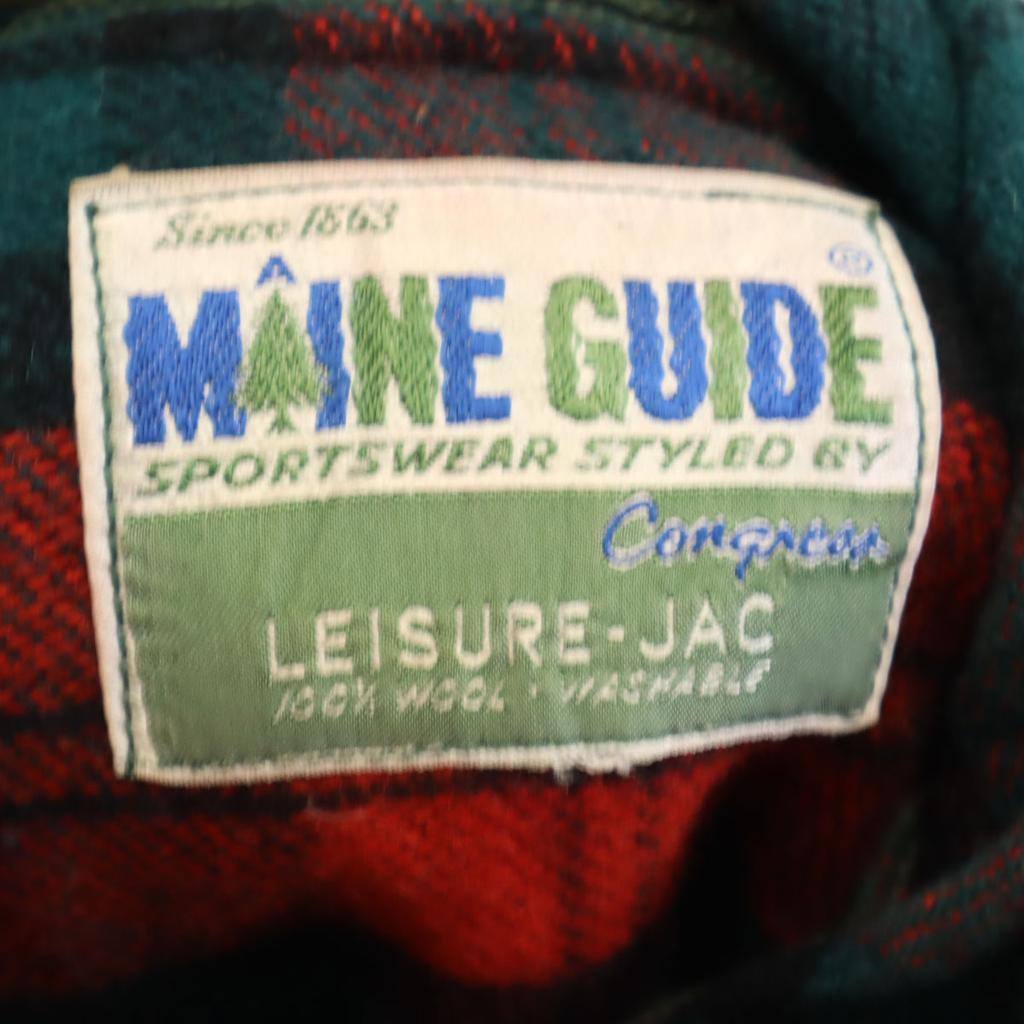 Since 1863
MAINE GUIDE
®
SPORTSWEAR STYLED BY
Congress
LEISURE-JAC
100% WOOL · WASHABLE